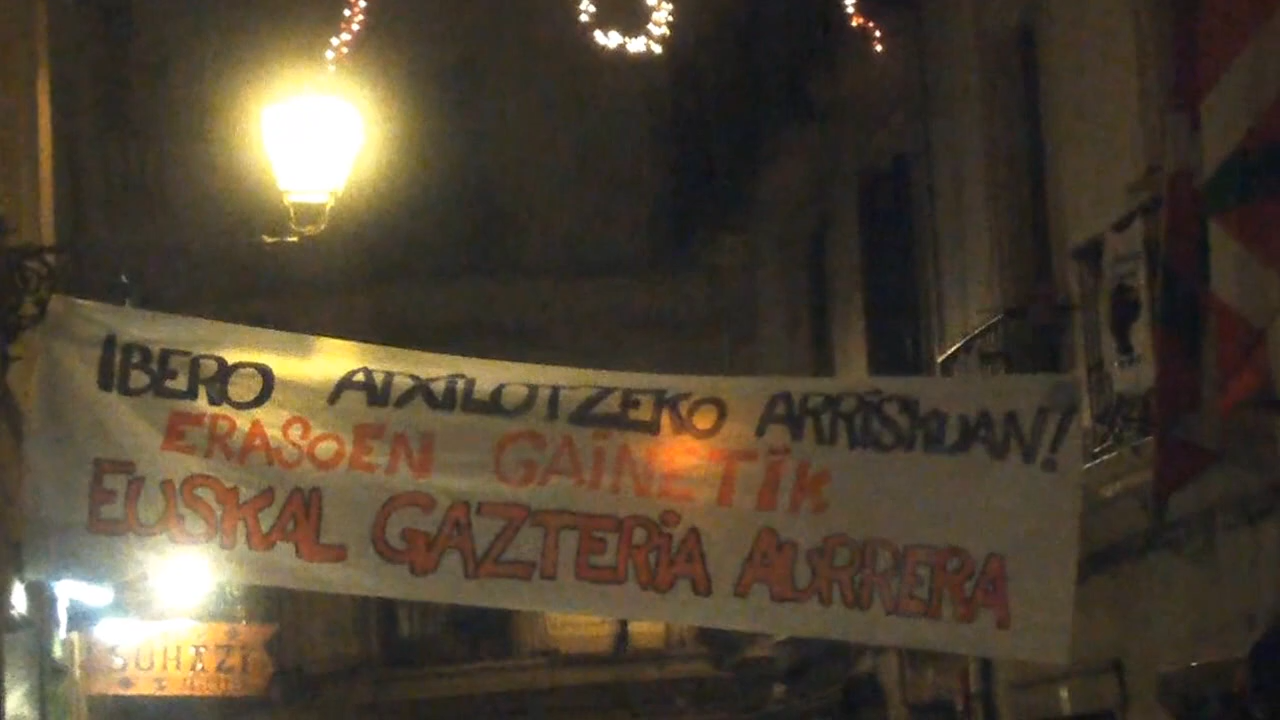 IBERO ATXILOTZEKO ARRISKUAN!
ERASOEN GAINETIK
EUSKAL GAZTERIA AURRERA
SUHAZI